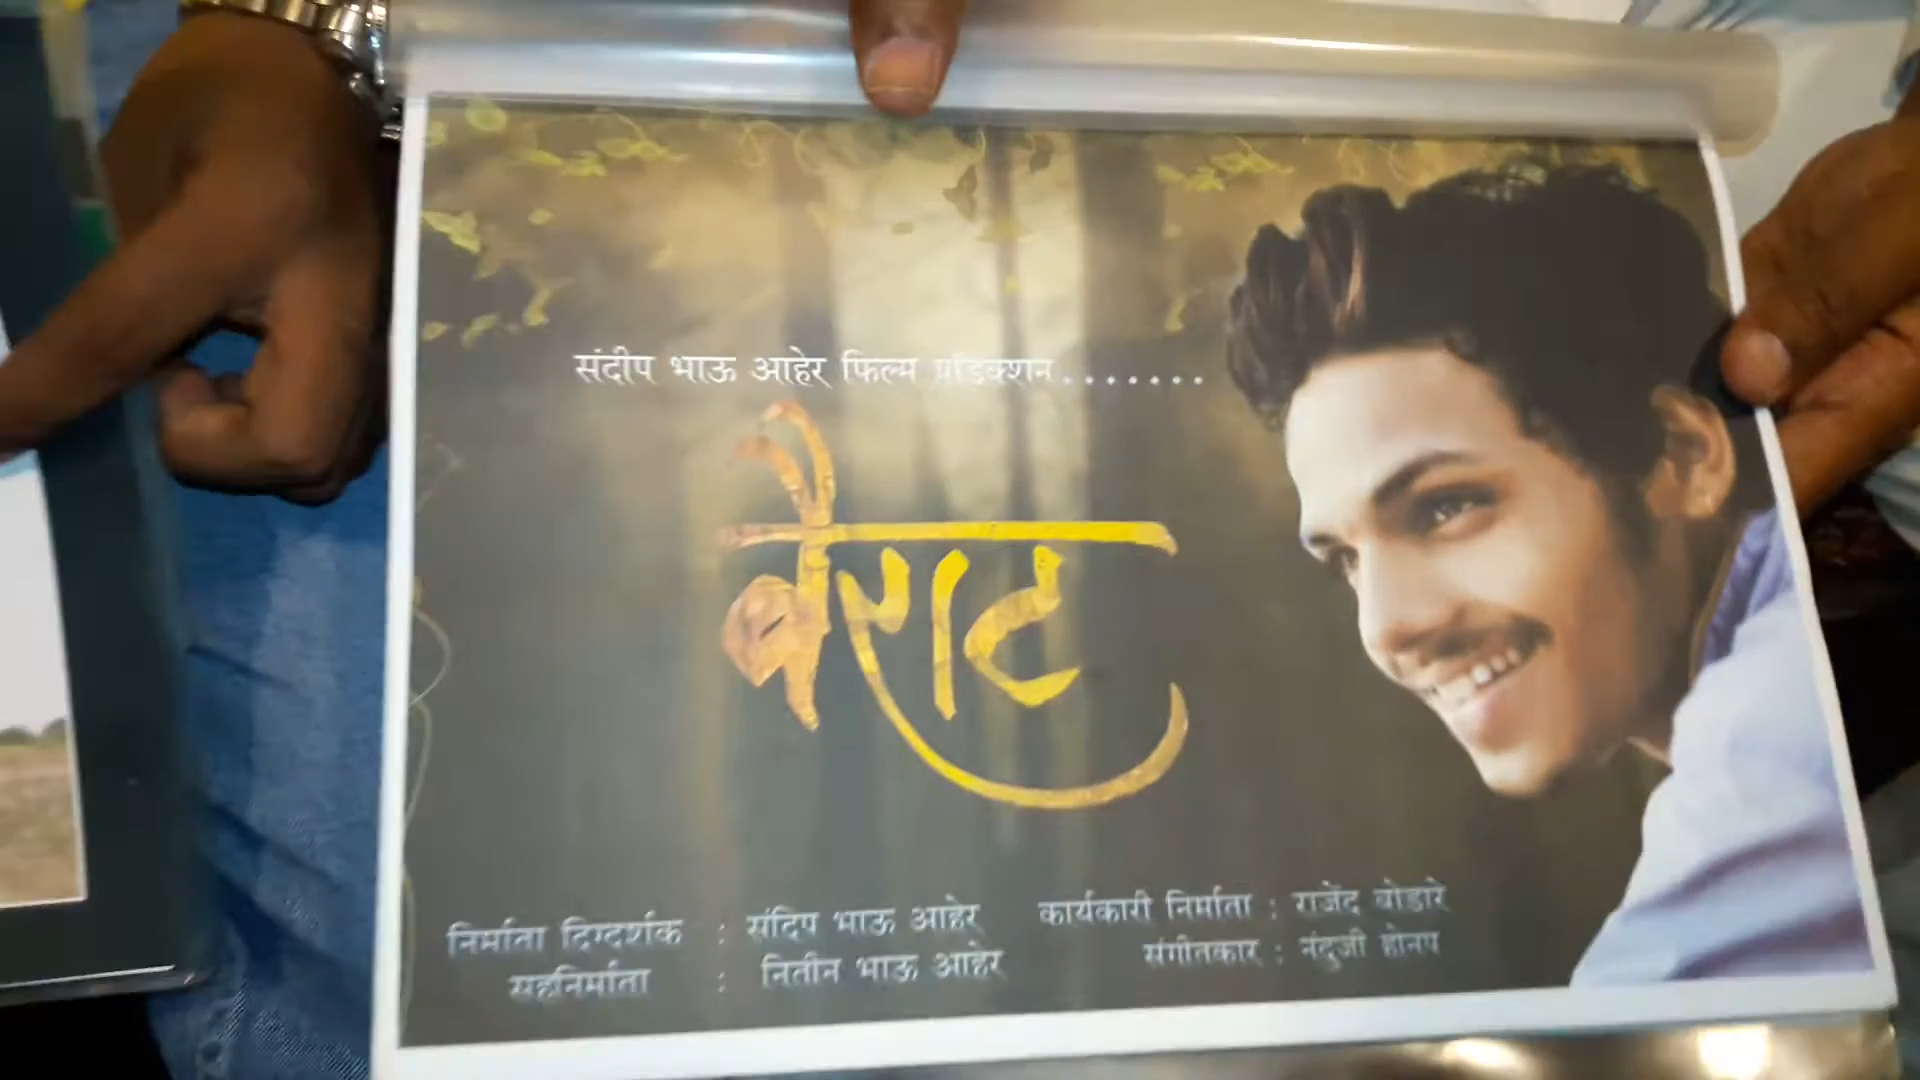 संदीप भाऊ आहेर फिल्म प्रॉडक्शन.......
वैराट
निर्माता दिग्दर्शक : संदिप भाऊ आहेर
सहनिर्माता : नितीन भाऊ आहेर
कार्यकारी निर्माता : राजेंद्र बोडारे
संगीतकार : नंदुजी होनप